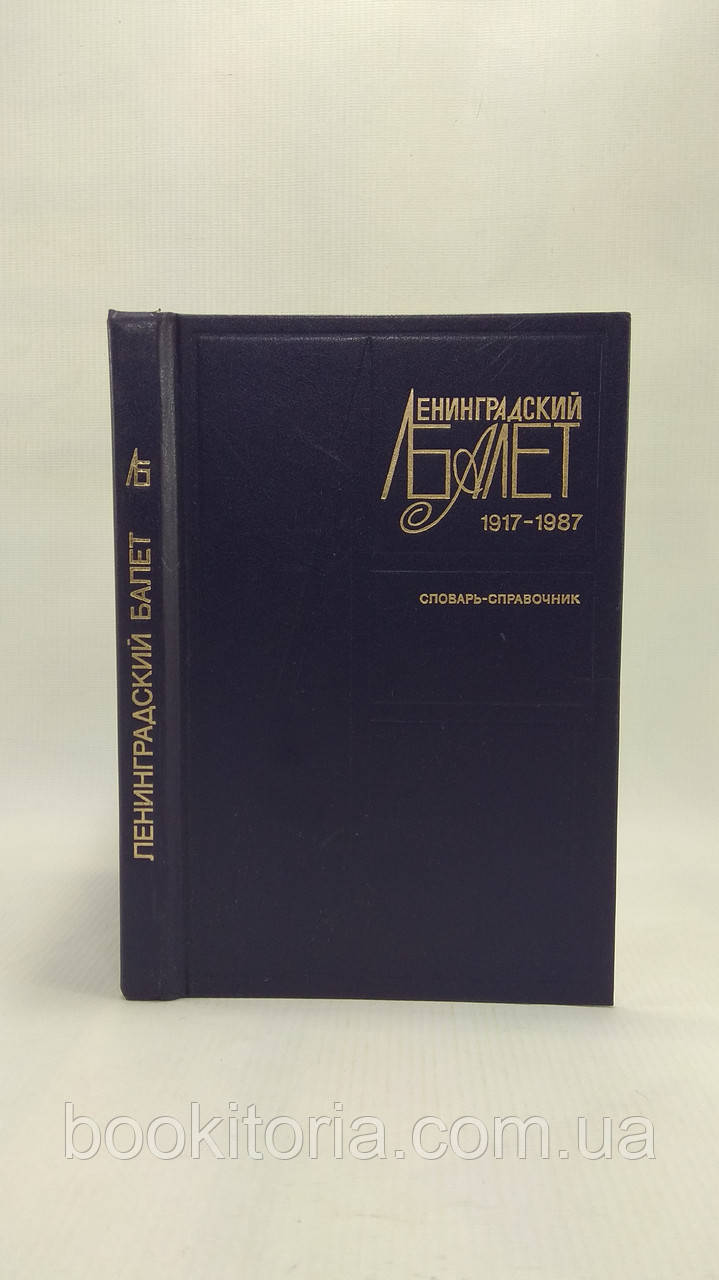 ЛБ
ЛЕНИНГРАДСКИЙ БАЛЕТ
ЛЕНИНГРАДСКИЙ
БАЛЕТ
1917-1987
СЛОВАРЬ-СПРАВОЧНИК
bookitoria.com.ua